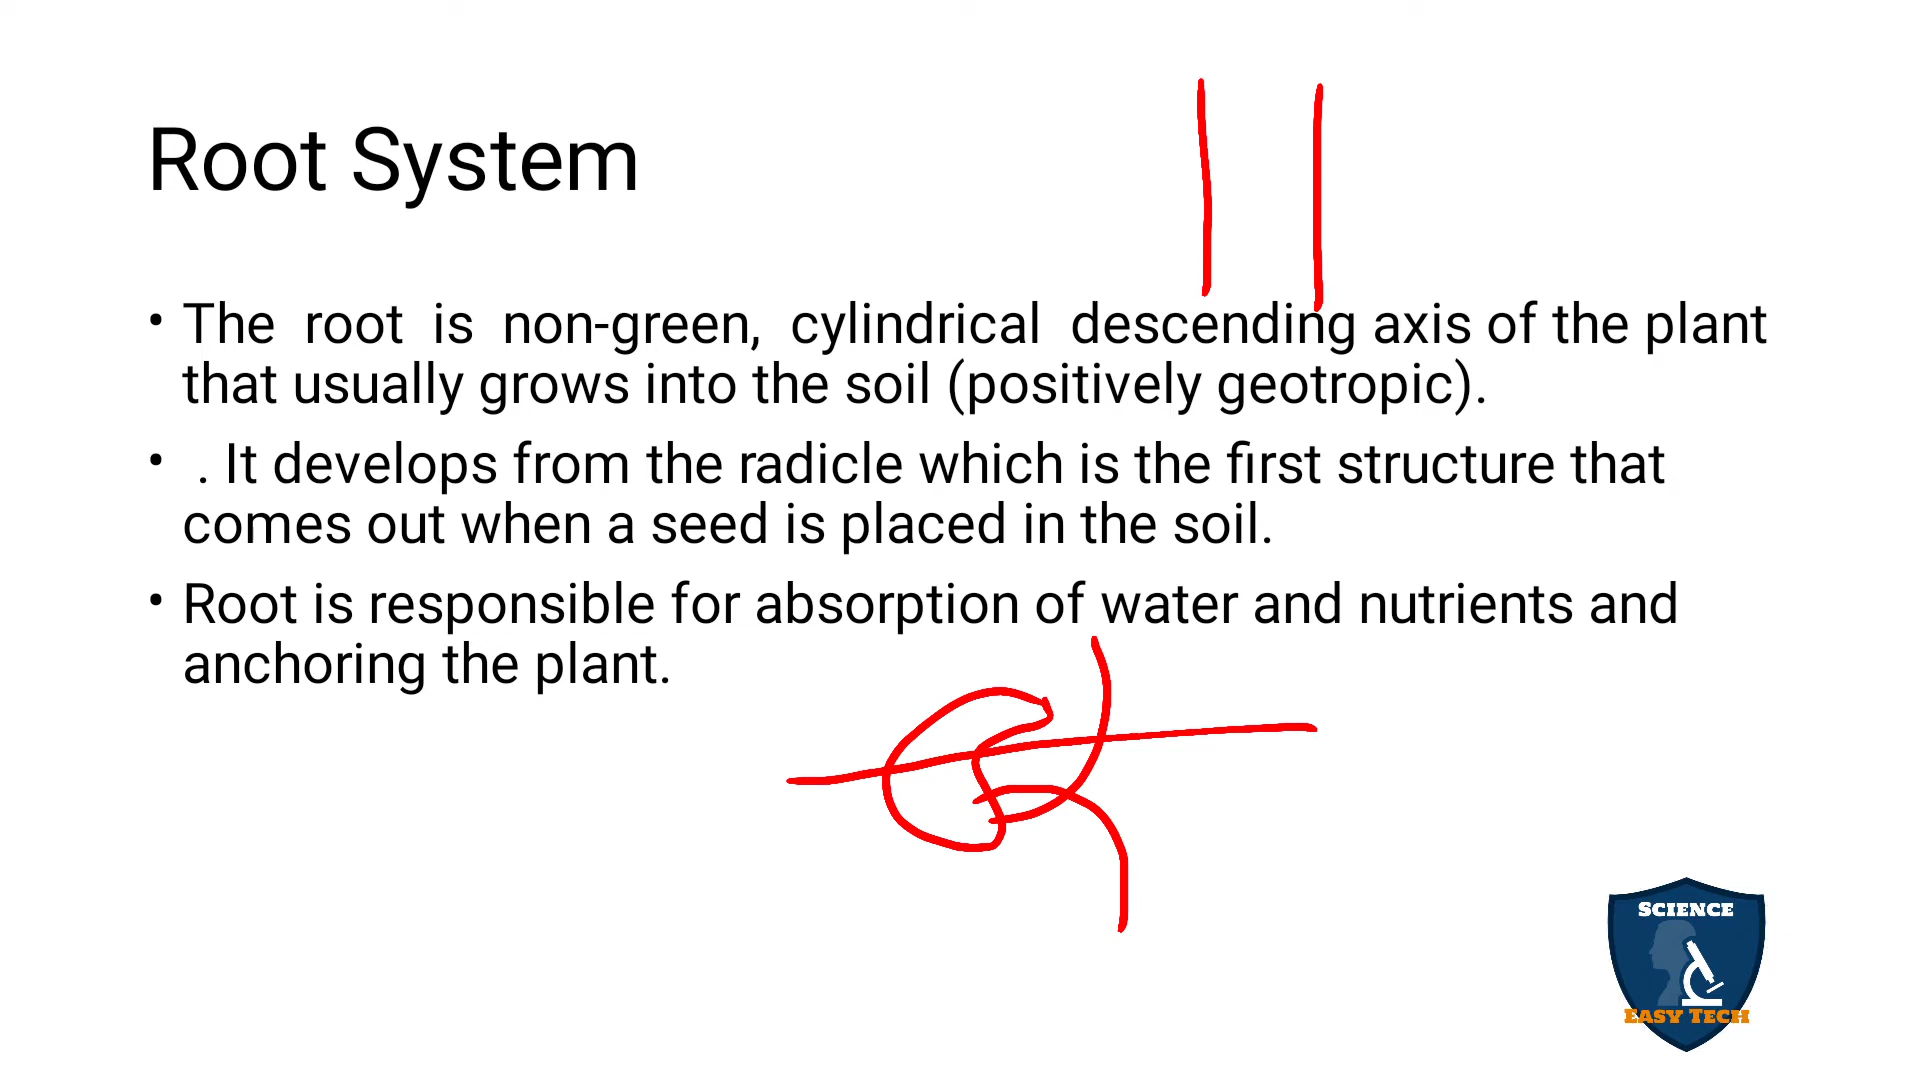 Root System
• The root is non-green, cylindrical descending axis of the plant
that usually grows into the soil (positively geotropic).
• . It develops from the radicle which is the first structure that
comes out when a seed is placed in the soil.
• Root is responsible for absorption of water and nutrients and
anchoring the plant.
SCIENCE
EASY TECH